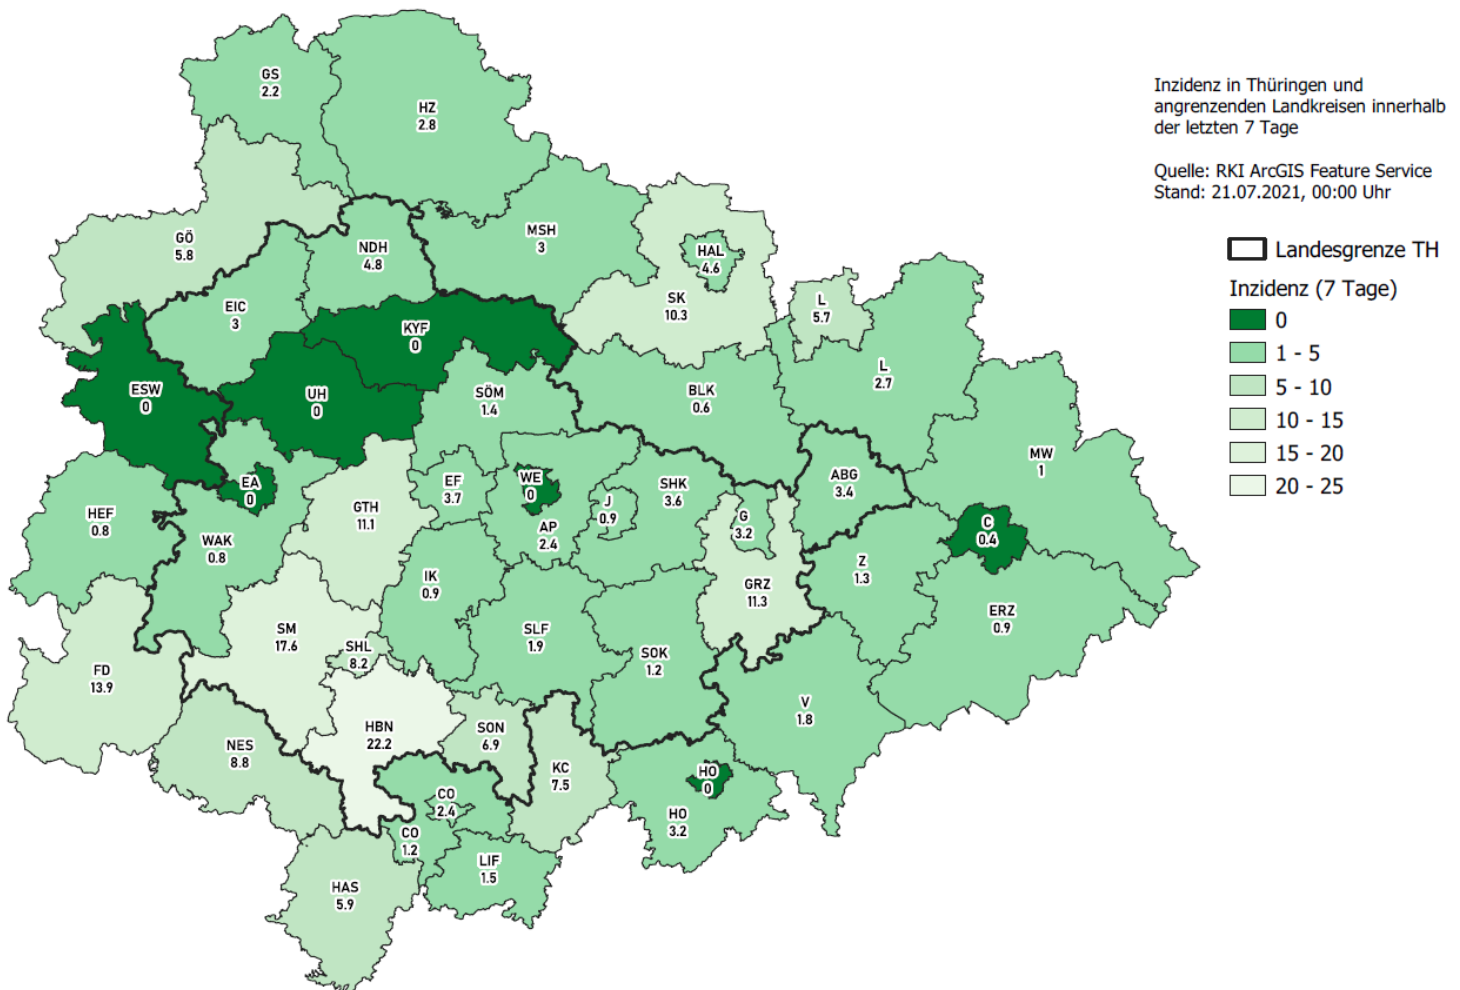 Inzidenz in Thüringen und
angrenzenden Landkreisen innerhalb
der letzten 7 Tage
Quelle: RKI ArcGIS Feature Service
Stand: 21.07.2021, 00:00 Uhr
Landesgrenze TH
Inzidenz (7 Tage)
0
1 - 5
5 - 10
10 - 15
15 - 20
20 - 25
GS
2.2
HZ
2.8
GÖ
5.8
NDH
4.8
MSH
3
HAL
4.6
SK
10.3
L
5.7
EIC
3
KYF
0
L
2.7
ESW
0
UH
0
SÖM
1.4
BLK
0.6
MW
1
EA
0
EF
3.7
WE
0
SHK
3.6
ABG
3.4
HEF
0.8
GTH
11.1
J
0.9
G
3.2
C
0.4
WAK
0.8
AP
2.4
IK
0.9
Z
1.3
GRZ
11.3
ERZ
0.9
SM
17.6
SHL
8.2
SLF
1.9
SOK
1.2
FD
13.9
V
1.8
HBN
22.2
SON
6.9
NES
8.8
KC
7.5
HO
0
CO
2.4
HO
3.2
CO
1.2
LIF
1.5
HAS
5.9